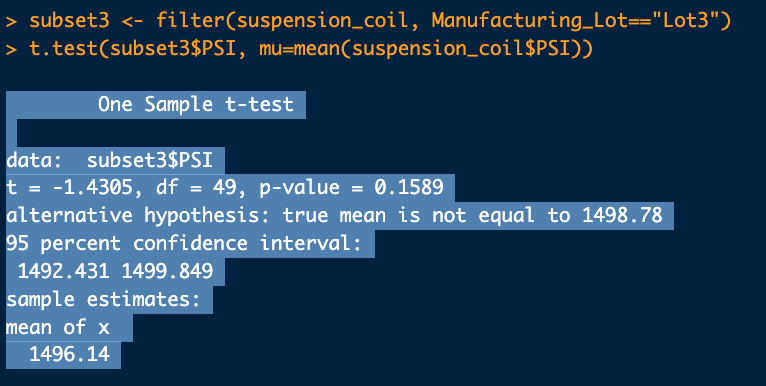 > subset3 <- filter(suspension_coil, Manufacturing_Lot=="Lot3")
> t.test(subset3$PSI, mu=mean(suspension_coil$PSI))
One Sample t-test
data:  subset3$PSI
t = -1.4305, df = 49, p-value = 0.1589
alternative hypothesis: true mean is not equal to 1498.78
95 percent confidence interval:
1492.431 1499.849
sample estimates:
mean of x
1496.14